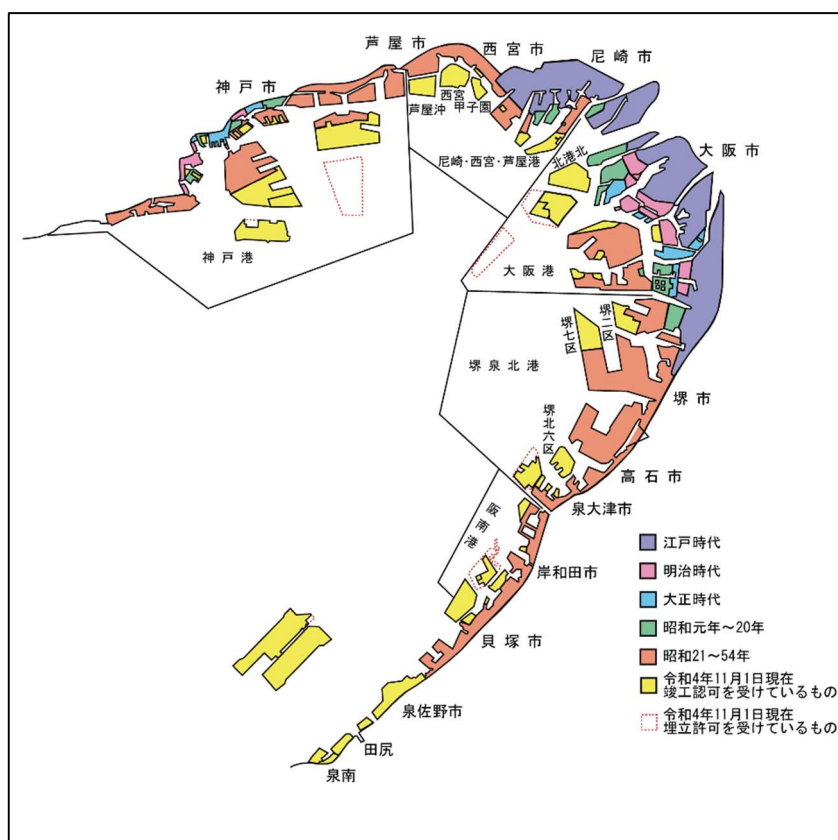 芦屋市
西宮市
尼崎市
神戸市
西宮
芦屋沖
甲子園
北港北
尼崎・西宮・芦屋港
大阪市
神戸港
大阪港
堺二区
堺七区
堺泉北港
堺市
堺北六区
高石市
泉大津市
阪南港
岸和田市
貝塚市
泉佐野市
田尻
泉南
江戸時代
明治時代
大正時代
昭和元年~20年
昭和21~54年
令和4年11月1日現在
竣工認可を受けているもの
令和4年11月1日現在
埋立許可を受けているもの